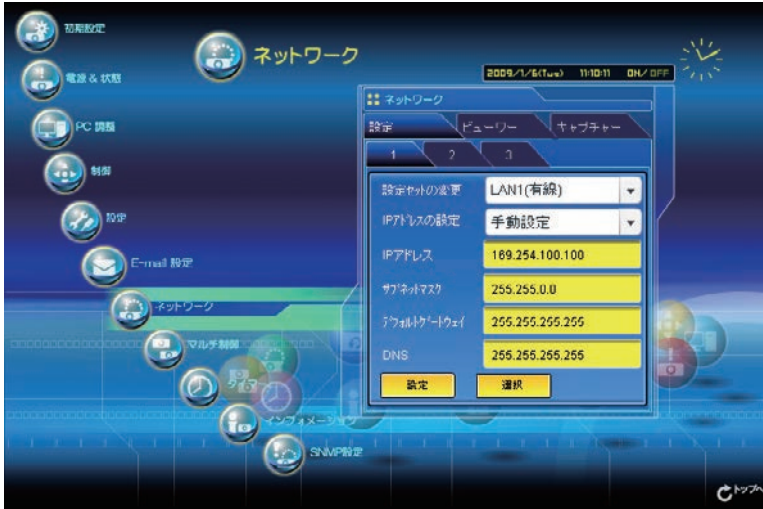 初期設定
ネットワーク
電源 & 状態
PC 調整
制御
設定
E-mail 設定
ネットワーク
マルチ制御
タイマ
インフォメーション
SNMP設定
2009/1/6(Tue) 11:10:11 ON/OFF
ネットワーク
設定 ビューワー キャプチャー
1 2 3
設定セットの変更 LAN1(有線)
IPアドレスの設定 手動設定
IPアドレス 169.254.100.100
サブネットマスク 255.255.0.0
デフォルトゲートウェイ 255.255.255.255
DNS 255.255.255.255
設定 選択
トップへ